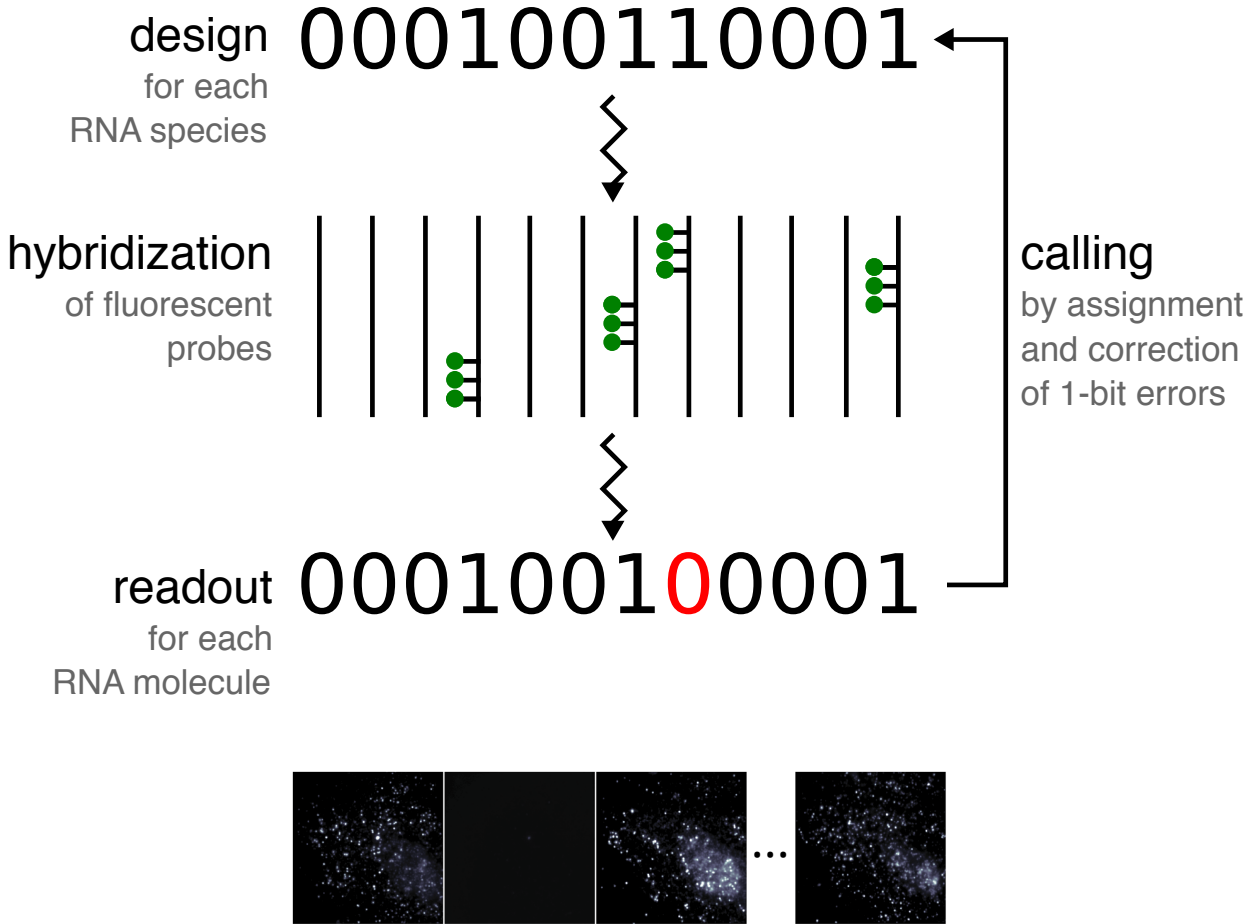 design
000100110001
for each
RNA species
hybridization
of fluorescent
probes
calling
by assignment
and correction
of 1-bit errors
readout
000100100001
for each
RNA molecule
...